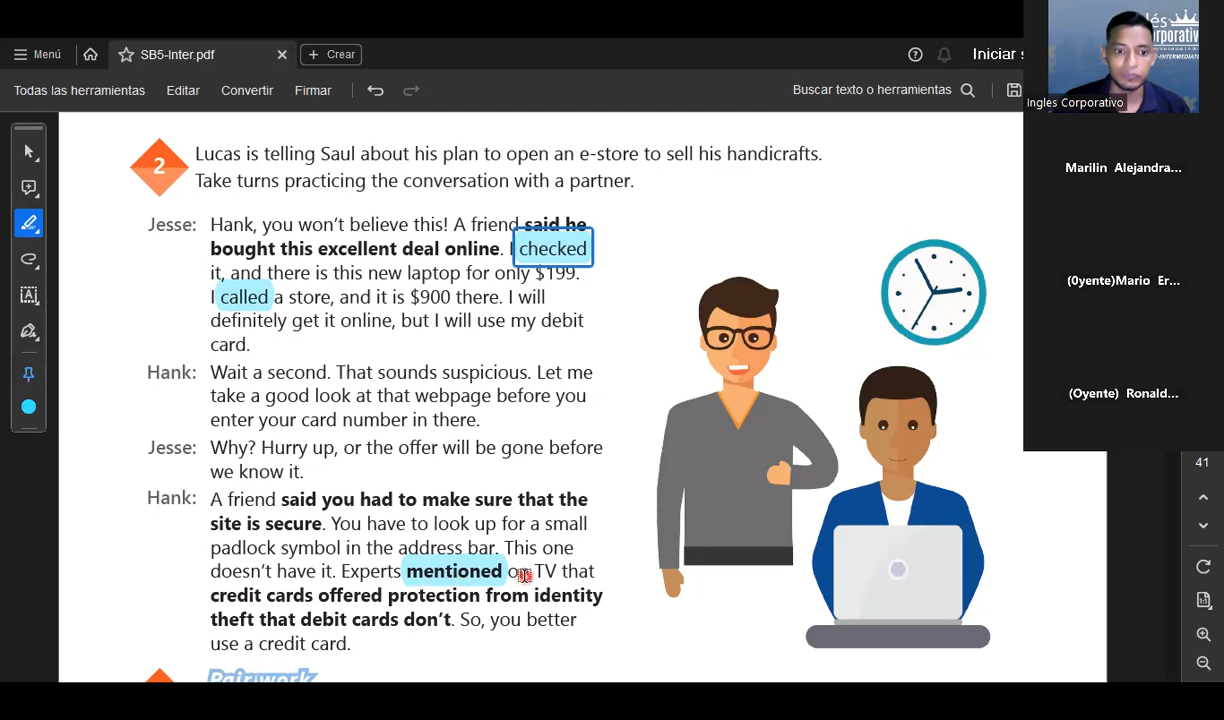 Menú
SB5-Inter.pdf
Crear
Iniciar s
Todas las herramientas
Editar
Convertir
Firmar
Buscar texto o herramientas
Ingles Corporativo
Marilin Alejandra...
(0yente)Mario Er...
(Oyente) Ronald...
41
2
Lucas is telling Saul about his plan to open an e-store to sell his handicrafts.
Take turns practicing the conversation with a partner.
Jesse: Hank, you won't believe this! A friend said he
bought this excellent deal online. I checked
it, and there is this new laptop for only $199.
I called a store, and it is $900 there. I will
definitely get it online, but I will use my debit
card.
Hank: Wait a second. That sounds suspicious. Let me
take a good look at that webpage before you
enter your card number in there.
Jesse: Why? Hurry up, or the offer will be gone before
we know it.
Hank: A friend said you had to make sure that the
site is secure. You have to look up for a small
padlock symbol in the address bar. This one
doesn't have it. Experts mentioned on TV that
credit cards offered protection from identity
theft that debit cards don't. So, you better
use a credit card.
Pair work